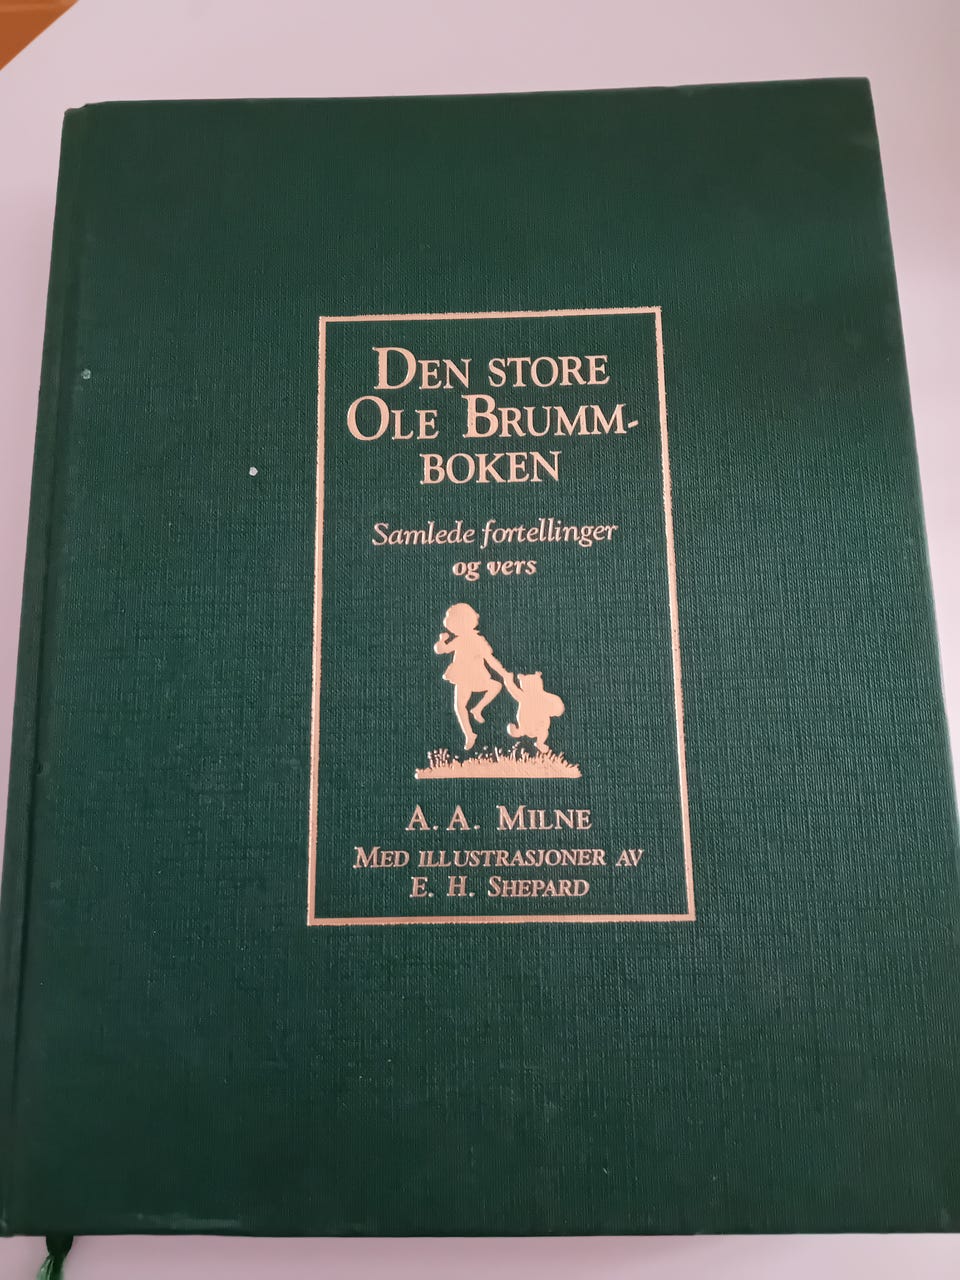 DEN STORE
OLE BRUMM-
BOKEN
Samlede fortellinger
og vers
A. A. MILNE
MED ILLUSTRASJONER AV
E. H. SHEPARD